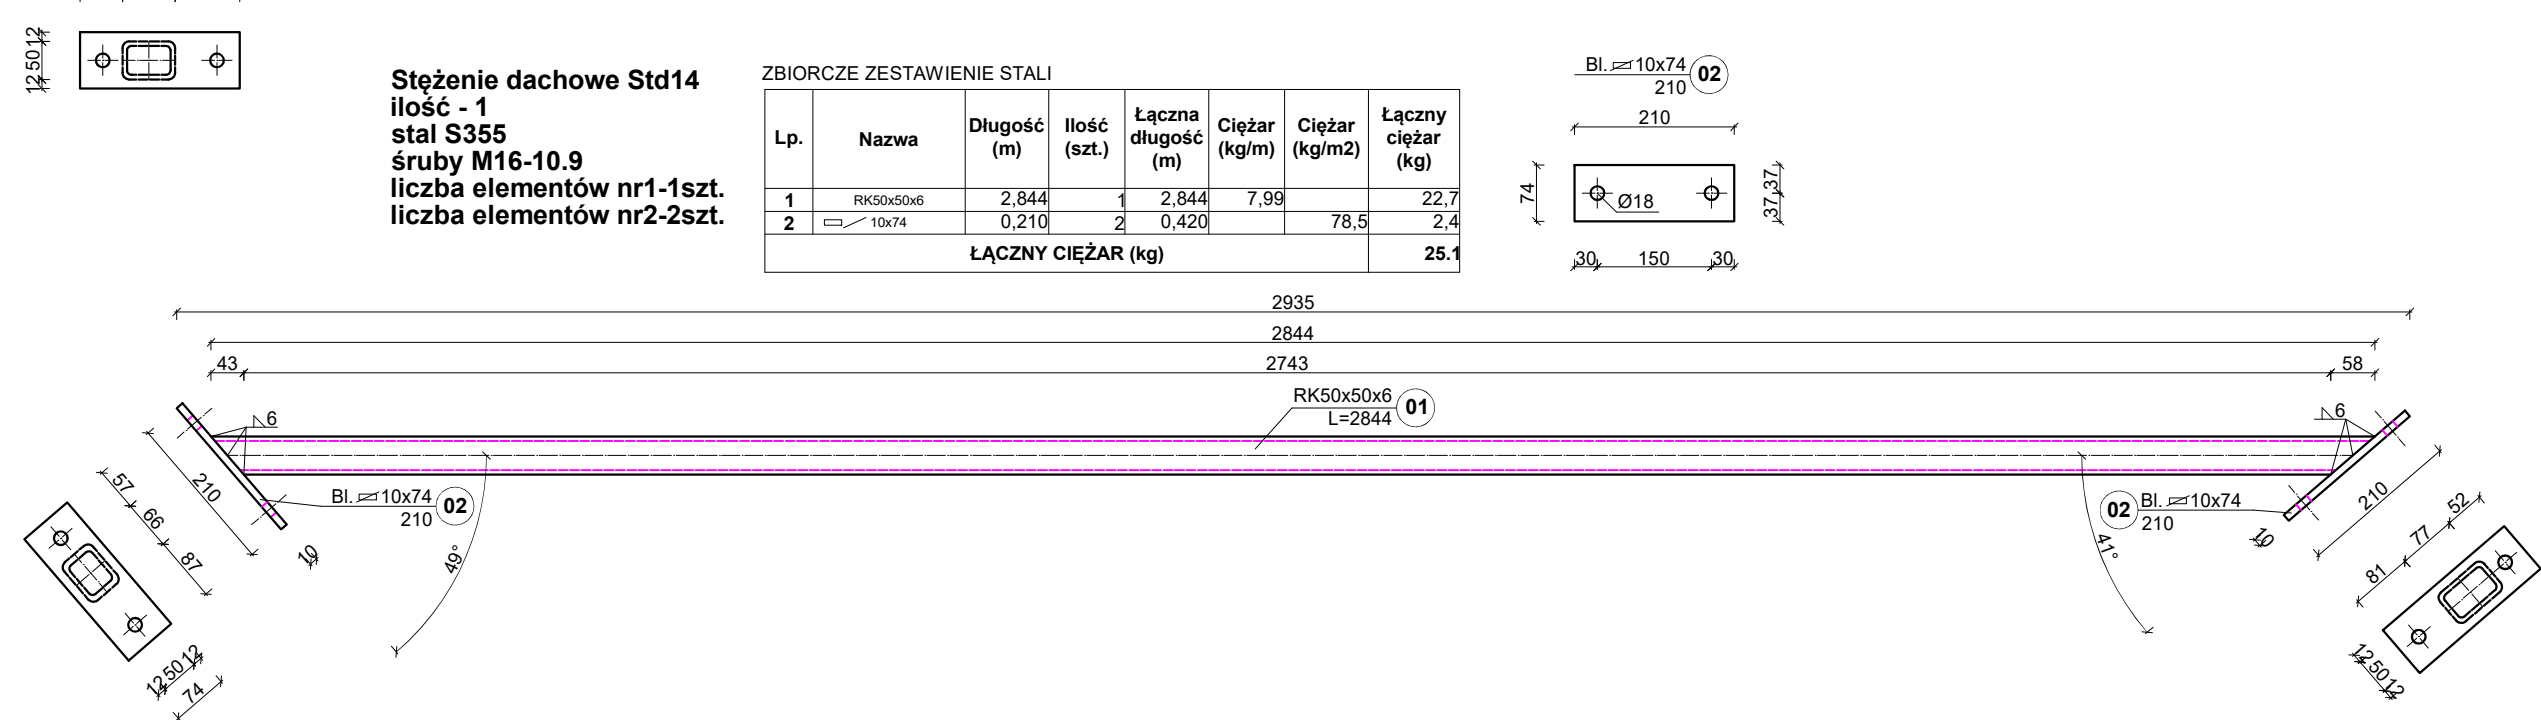 12 50 12
Stężenie dachowe Std14
ilość - 1
stal S355
śruby M16-10.9
liczba elementów nr1-1szt.
liczba elementów nr2-2szt.
ZBIORCZE ZESTAWIENIE STALI
Lp. Nazwa Długość (m) Ilość (szt.) Łączna długość (m) Ciężar (kg/m) Ciężar (kg/m2) Łączny ciężar (kg)
1 RK50x50x6 2,844 1 2,844 7,99 22,7
2 10x74 0,210 2 0,420 78,5 2,4
ŁĄCZNY CIĘŻAR (kg) 25.1
Bl. 10x74 02
210
210
74
Ø18
37 37
30 150 30
2935
2844
43 2743 58
RK50x50x6 01
L=2844
6
6
210
57 66 87
Bl. 10x74 02
210
10
49°
12 50 12
74
41°
02 Bl. 10x74
210
10
210
81 77 52
12 50 12